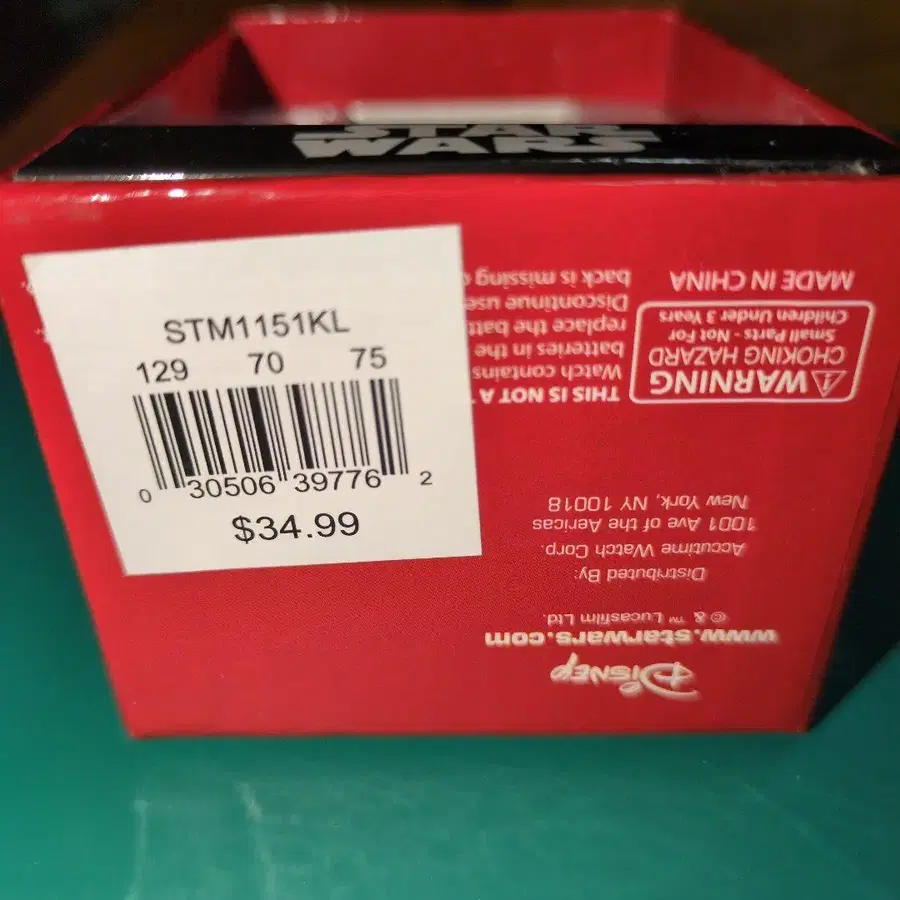 STAR
WARS
STM1151KL
129 70 75
0 30506 39776 2
$34.99
DISNEY
www.starwars.com
© & ™ Lucasfilm Ltd.
Distributed By:
Accutime Watch Corp.
1001 Ave of the Aericas
New York, NY 10018
⚠WARNING
CHOKING HAZARD
Small Parts - Not For
Children Under 3 Years
MADE IN CHINA
THIS IS NOT A
Watch contains
batteries in the
replace the
Discontinue use
back is missing